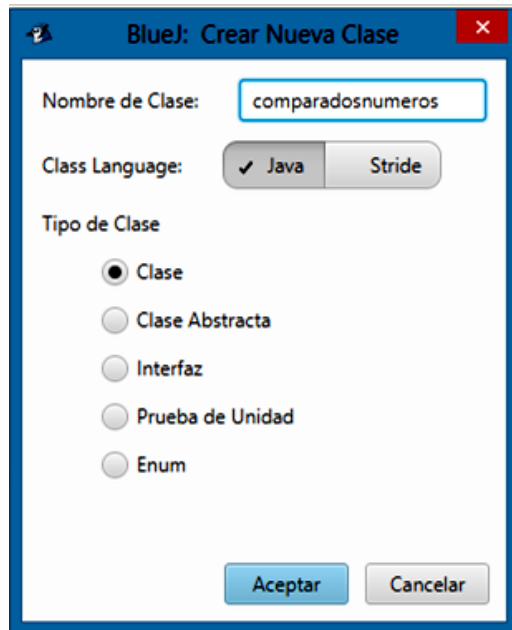 BlueJ: Crear Nueva Clase
Nombre de Clase: comparadosnumeros
Class Language: Java Stride
Tipo de Clase
Clase
Clase Abstracta
Interfaz
Prueba de Unidad
Enum
Aceptar Cancelar